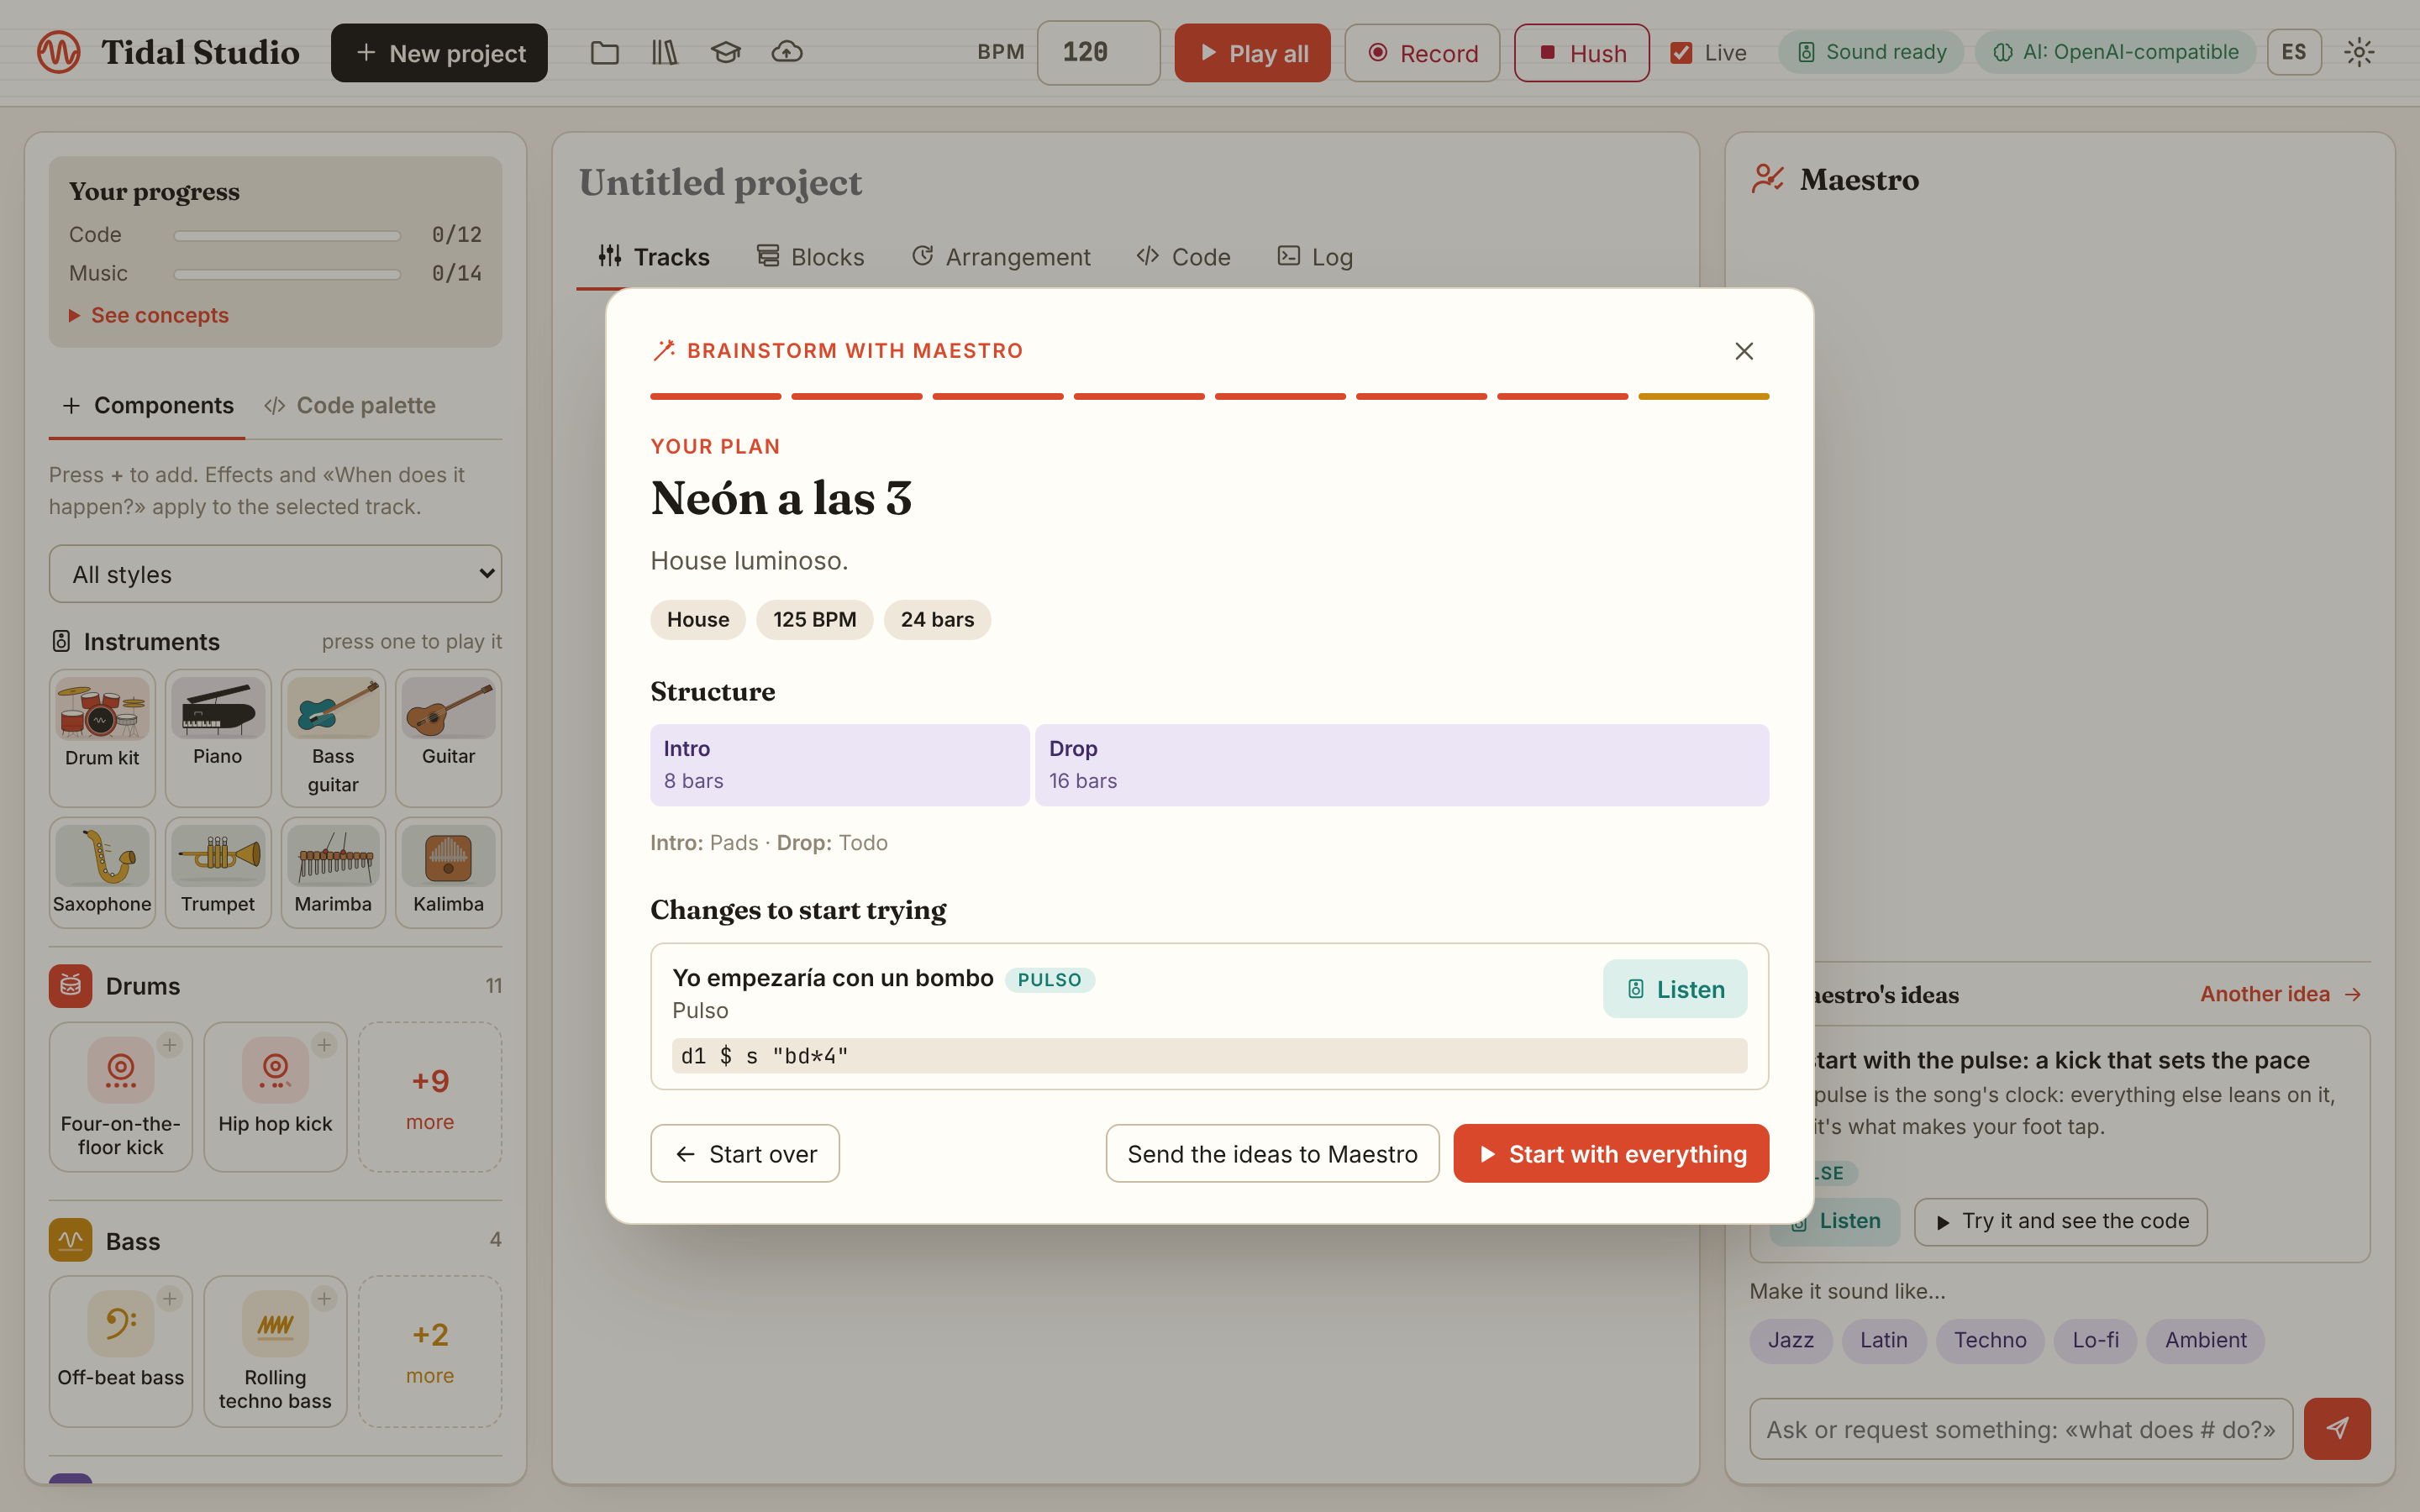 Tidal Studio
+ New project
BPM
120
Play all
Record
Hush
Live
Sound ready
AI: OpenAI-compatible
ES
Your progress
Code 0/12
Music 0/14
See concepts
+ Components
</> Code palette
Press + to add. Effects and «When does it
happen?» apply to the selected track.
All styles
Instruments
press one to play it
Drum kit
Piano
Bass
guitar
Guitar
Saxophone
Trumpet
Marimba
Kalimba
Drums
11
Four-on-the-
floor kick
Hip hop kick
+9
more
Bass
4
Off-beat bass
Rolling
techno bass
+2
more
Untitled project
Tracks
Blocks
Arrangement
</> Code
Log
BRAINSTORM WITH MAESTRO
YOUR PLAN
Neón a las 3
House luminoso.
House
125 BPM
24 bars
Structure
Intro
8 bars
Drop
16 bars
Intro: Pads · Drop: Todo
Changes to start trying
Yo empezaría con un bombo PULSO
Pulso
Listen
d1 $ s "bd*4"
← Start over
Send the ideas to Maestro
Start with everything
Maestro
ideas
Another idea →
with the pulse: a kick that sets the pace
pulse is the song's clock: everything else leans on it,
it's what makes your foot tap.
Listen
Try it and see the code
Make it sound like...
Jazz
Latin
Techno
Lo-fi
Ambient
Ask or request something: «what does # do?»